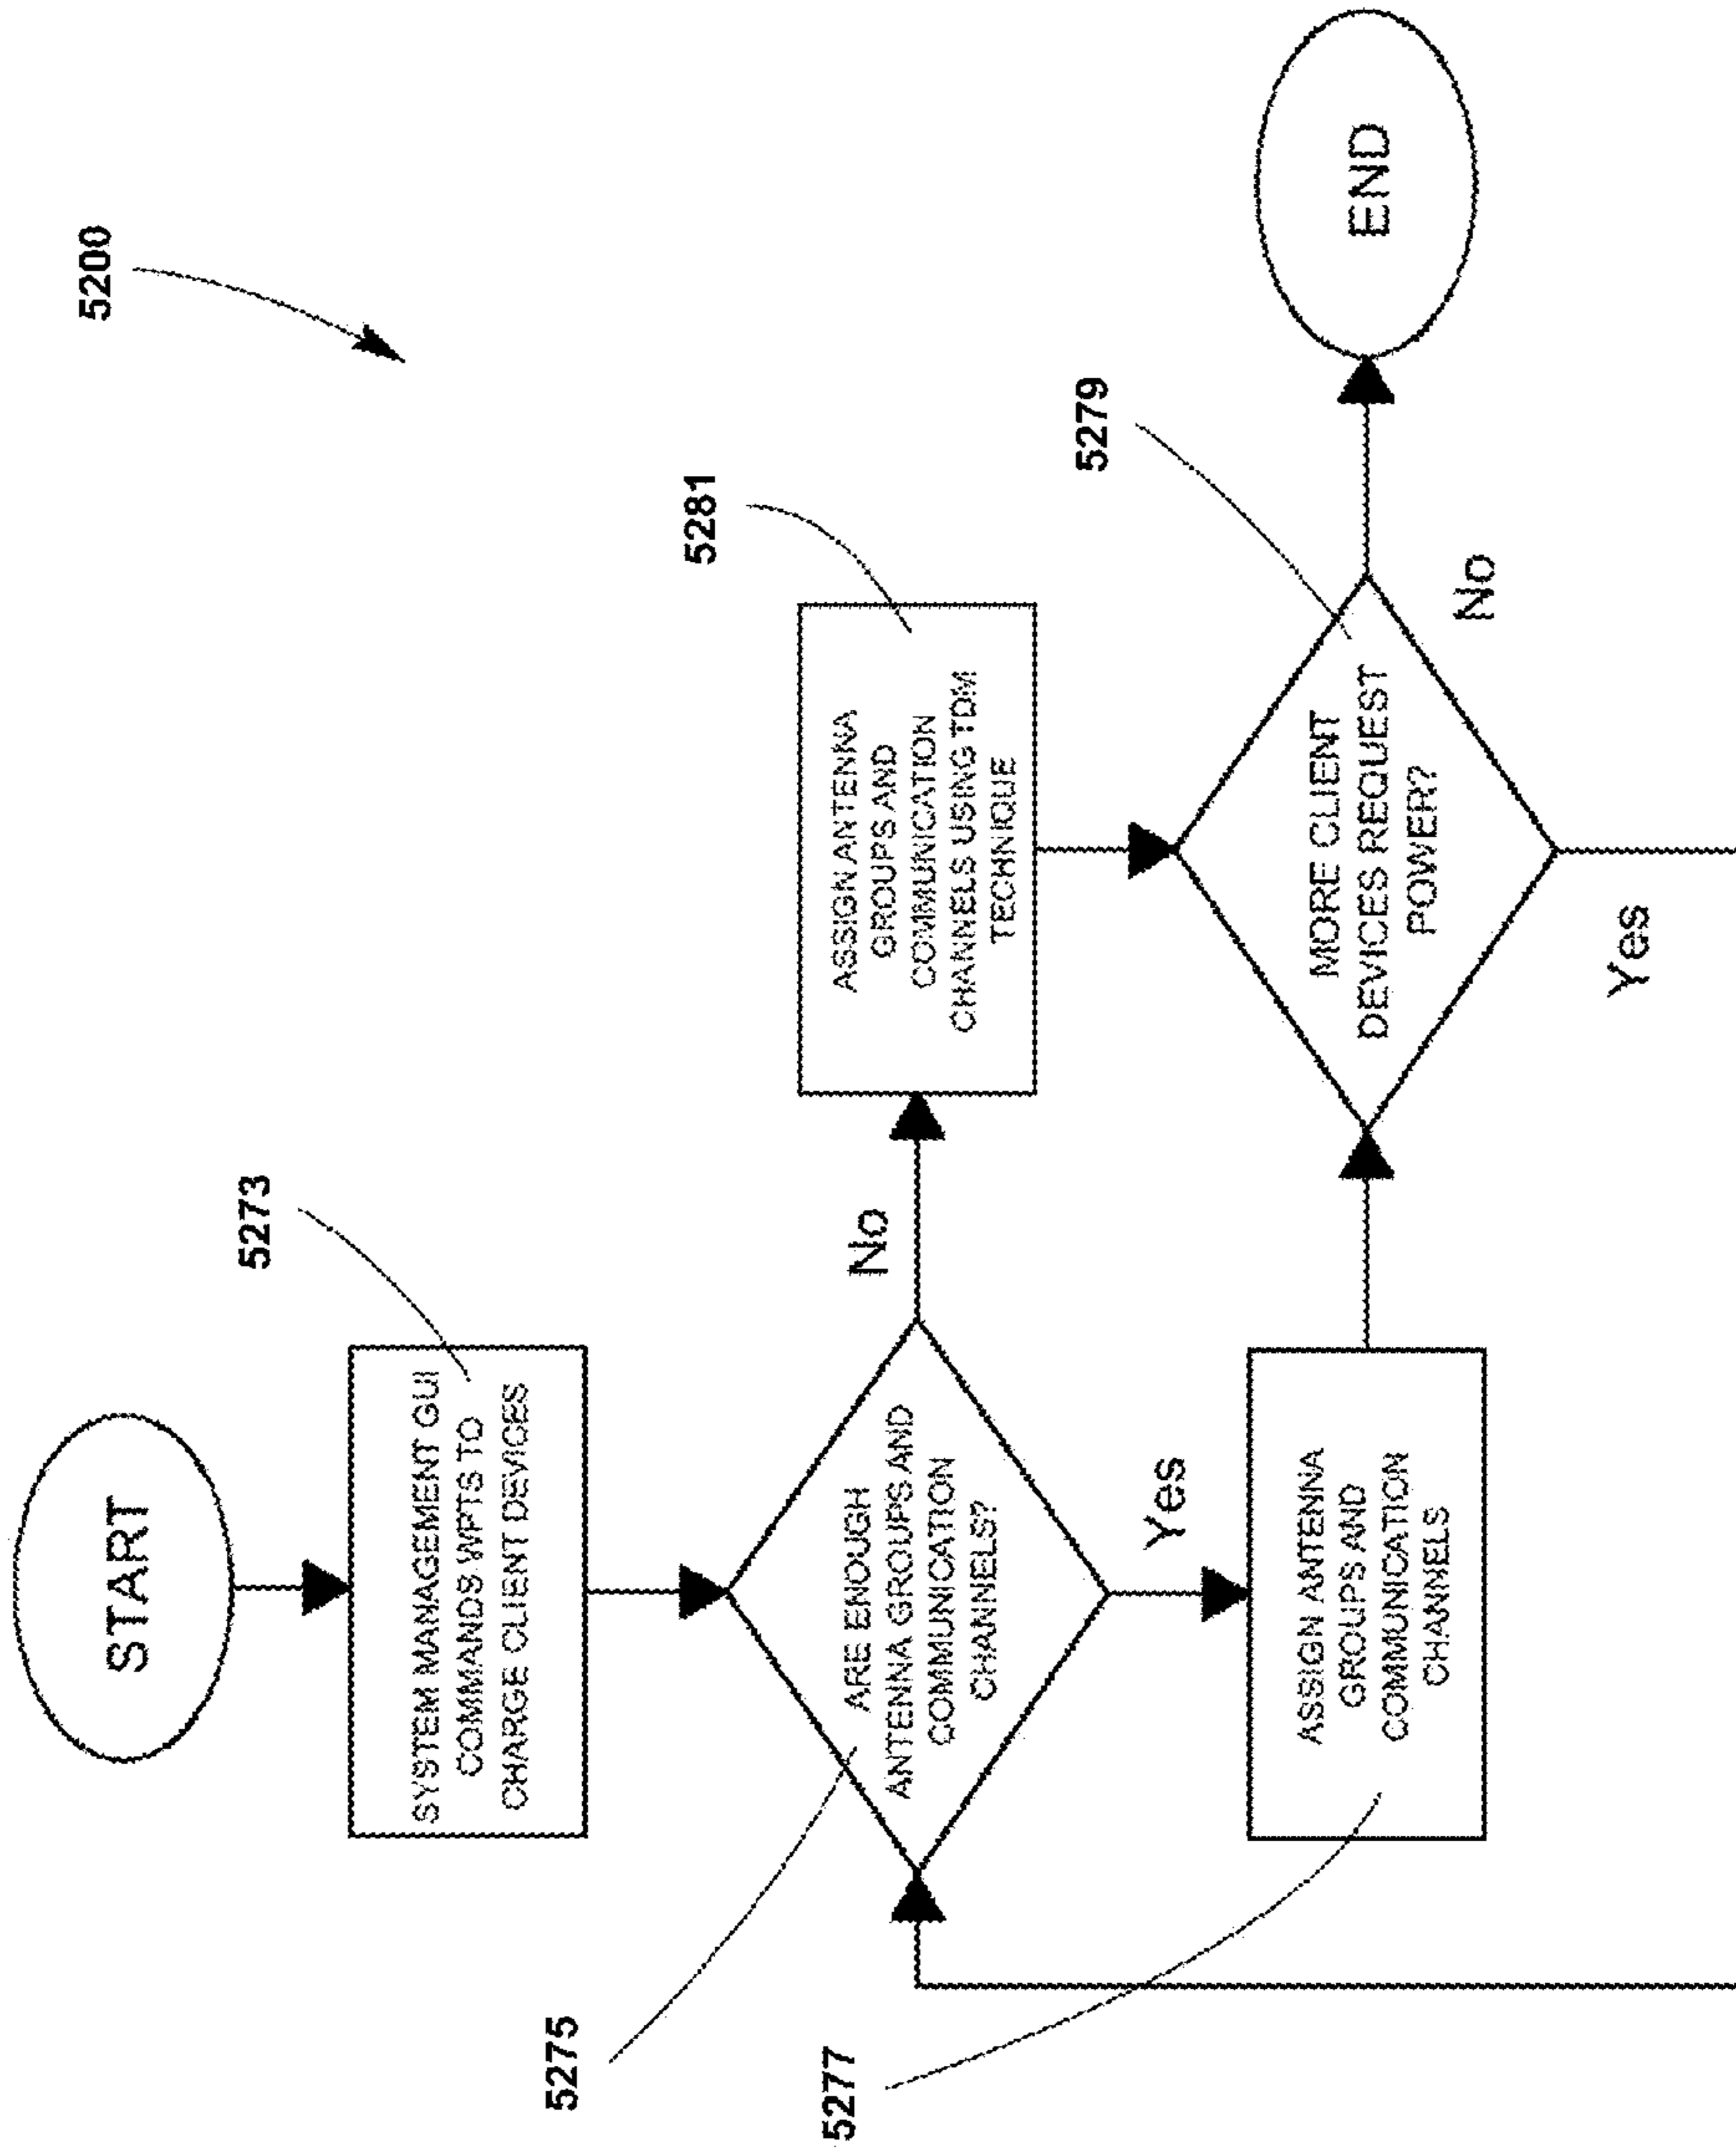 5200
START
5273
SYSTEM MANAGEMENT GUI
COMMANDS WPTS TO
CHARGE CLIENT DEVICES
5275
ARE ENOUGH
ANTENNA GROUPS AND
COMMUNICATION
CHANNELS?
No
5281
ASSIGN ANTENNA
GROUPS AND
COMMUNICATION
CHANNELS USING TDM
TECHNIQUE
Yes
5277
ASSIGN ANTENNA
GROUPS AND
COMMUNICATION
CHANNELS
5279
MORE CLIENT
DEVICES REQUEST
POWER?
No
END
Yes